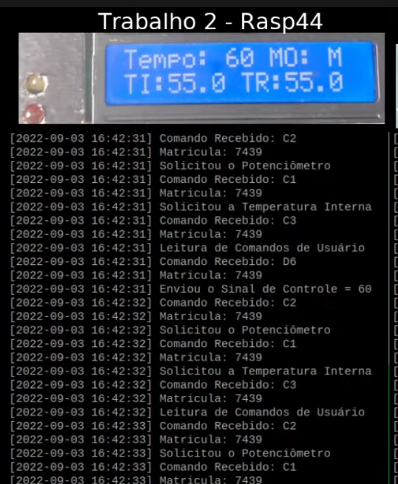 Trabalho 2 - Rasp44
Tempo: 60 MO: M
TI:55.0 TR:55.0
[2022-09-03 16:42:31] Comando Recebido: C2
[2022-09-03 16:42:31] Matricula: 7439
[2022-09-03 16:42:31] Solicitou o Potenciômetro
[2022-09-03 16:42:31] Comando Recebido: C1
[2022-09-03 16:42:31] Matricula: 7439
[2022-09-03 16:42:31] Solicitou a Temperatura Interna
[2022-09-03 16:42:31] Comando Recebido: C3
[2022-09-03 16:42:31] Matricula: 7439
[2022-09-03 16:42:31] Leitura de Comandos de Usuário
[2022-09-03 16:42:31] Comando Recebido: D6
[2022-09-03 16:42:31] Matricula: 7439
[2022-09-03 16:42:31] Enviou o Sinal de Controle = 60
[2022-09-03 16:42:32] Comando Recebido: C2
[2022-09-03 16:42:32] Matricula: 7439
[2022-09-03 16:42:32] Solicitou o Potenciômetro
[2022-09-03 16:42:32] Comando Recebido: C1
[2022-09-03 16:42:32] Matricula: 7439
[2022-09-03 16:42:32] Solicitou a Temperatura Interna
[2022-09-03 16:42:32] Comando Recebido: C3
[2022-09-03 16:42:32] Matricula: 7439
[2022-09-03 16:42:32] Leitura de Comandos de Usuário
[2022-09-03 16:42:33] Comando Recebido: C2
[2022-09-03 16:42:33] Matricula: 7439
[2022-09-03 16:42:33] Solicitou o Potenciômetro
[2022-09-03 16:42:33] Comando Recebido: C1
[2022-09-03 16:42:33] Matricula: 7439